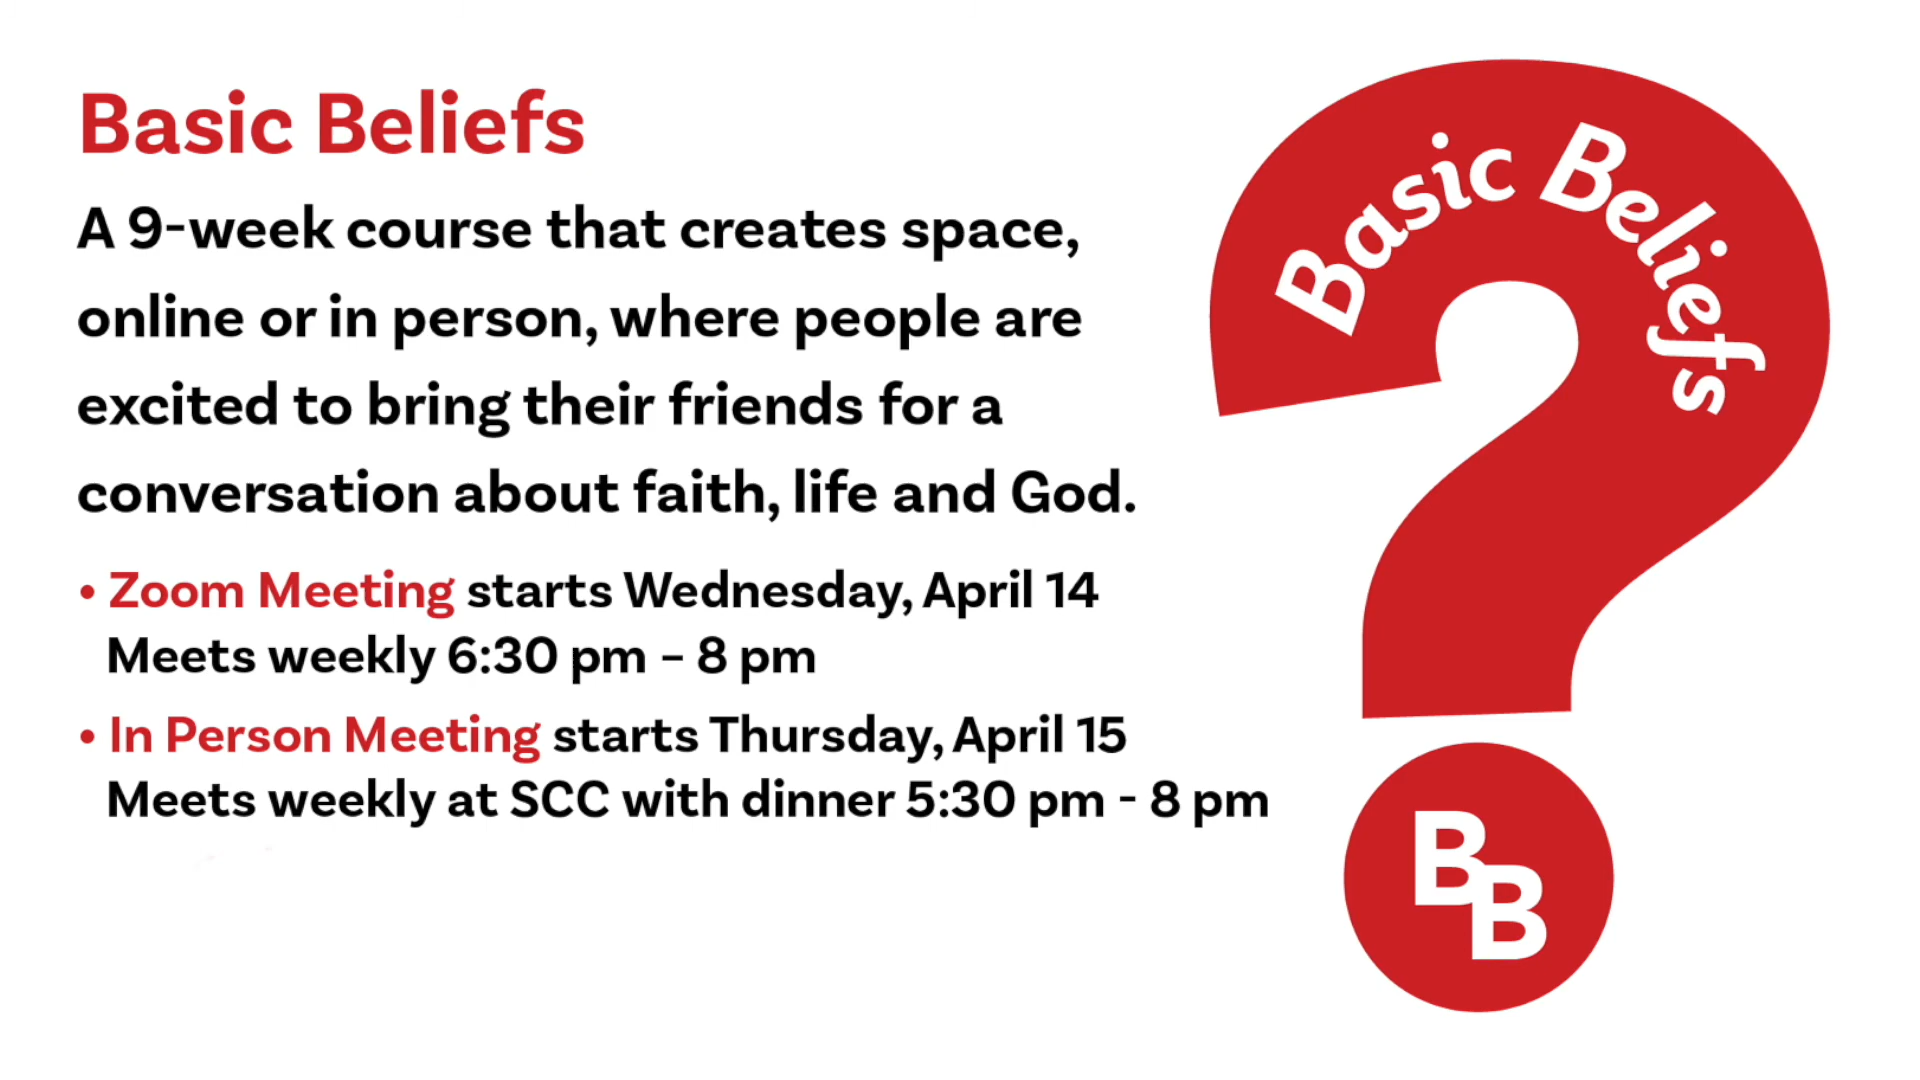 Basic Beliefs
A 9-week course that creates space,
online or in person, where people are
excited to bring their friends for a
conversation about faith, life and God.
• Zoom Meeting starts Wednesday, April 14
Meets weekly 6:30 pm – 8 pm
• In Person Meeting starts Thursday, April 15
Meets weekly at SCC with dinner 5:30 pm - 8 pm
Basic Beliefs
BB